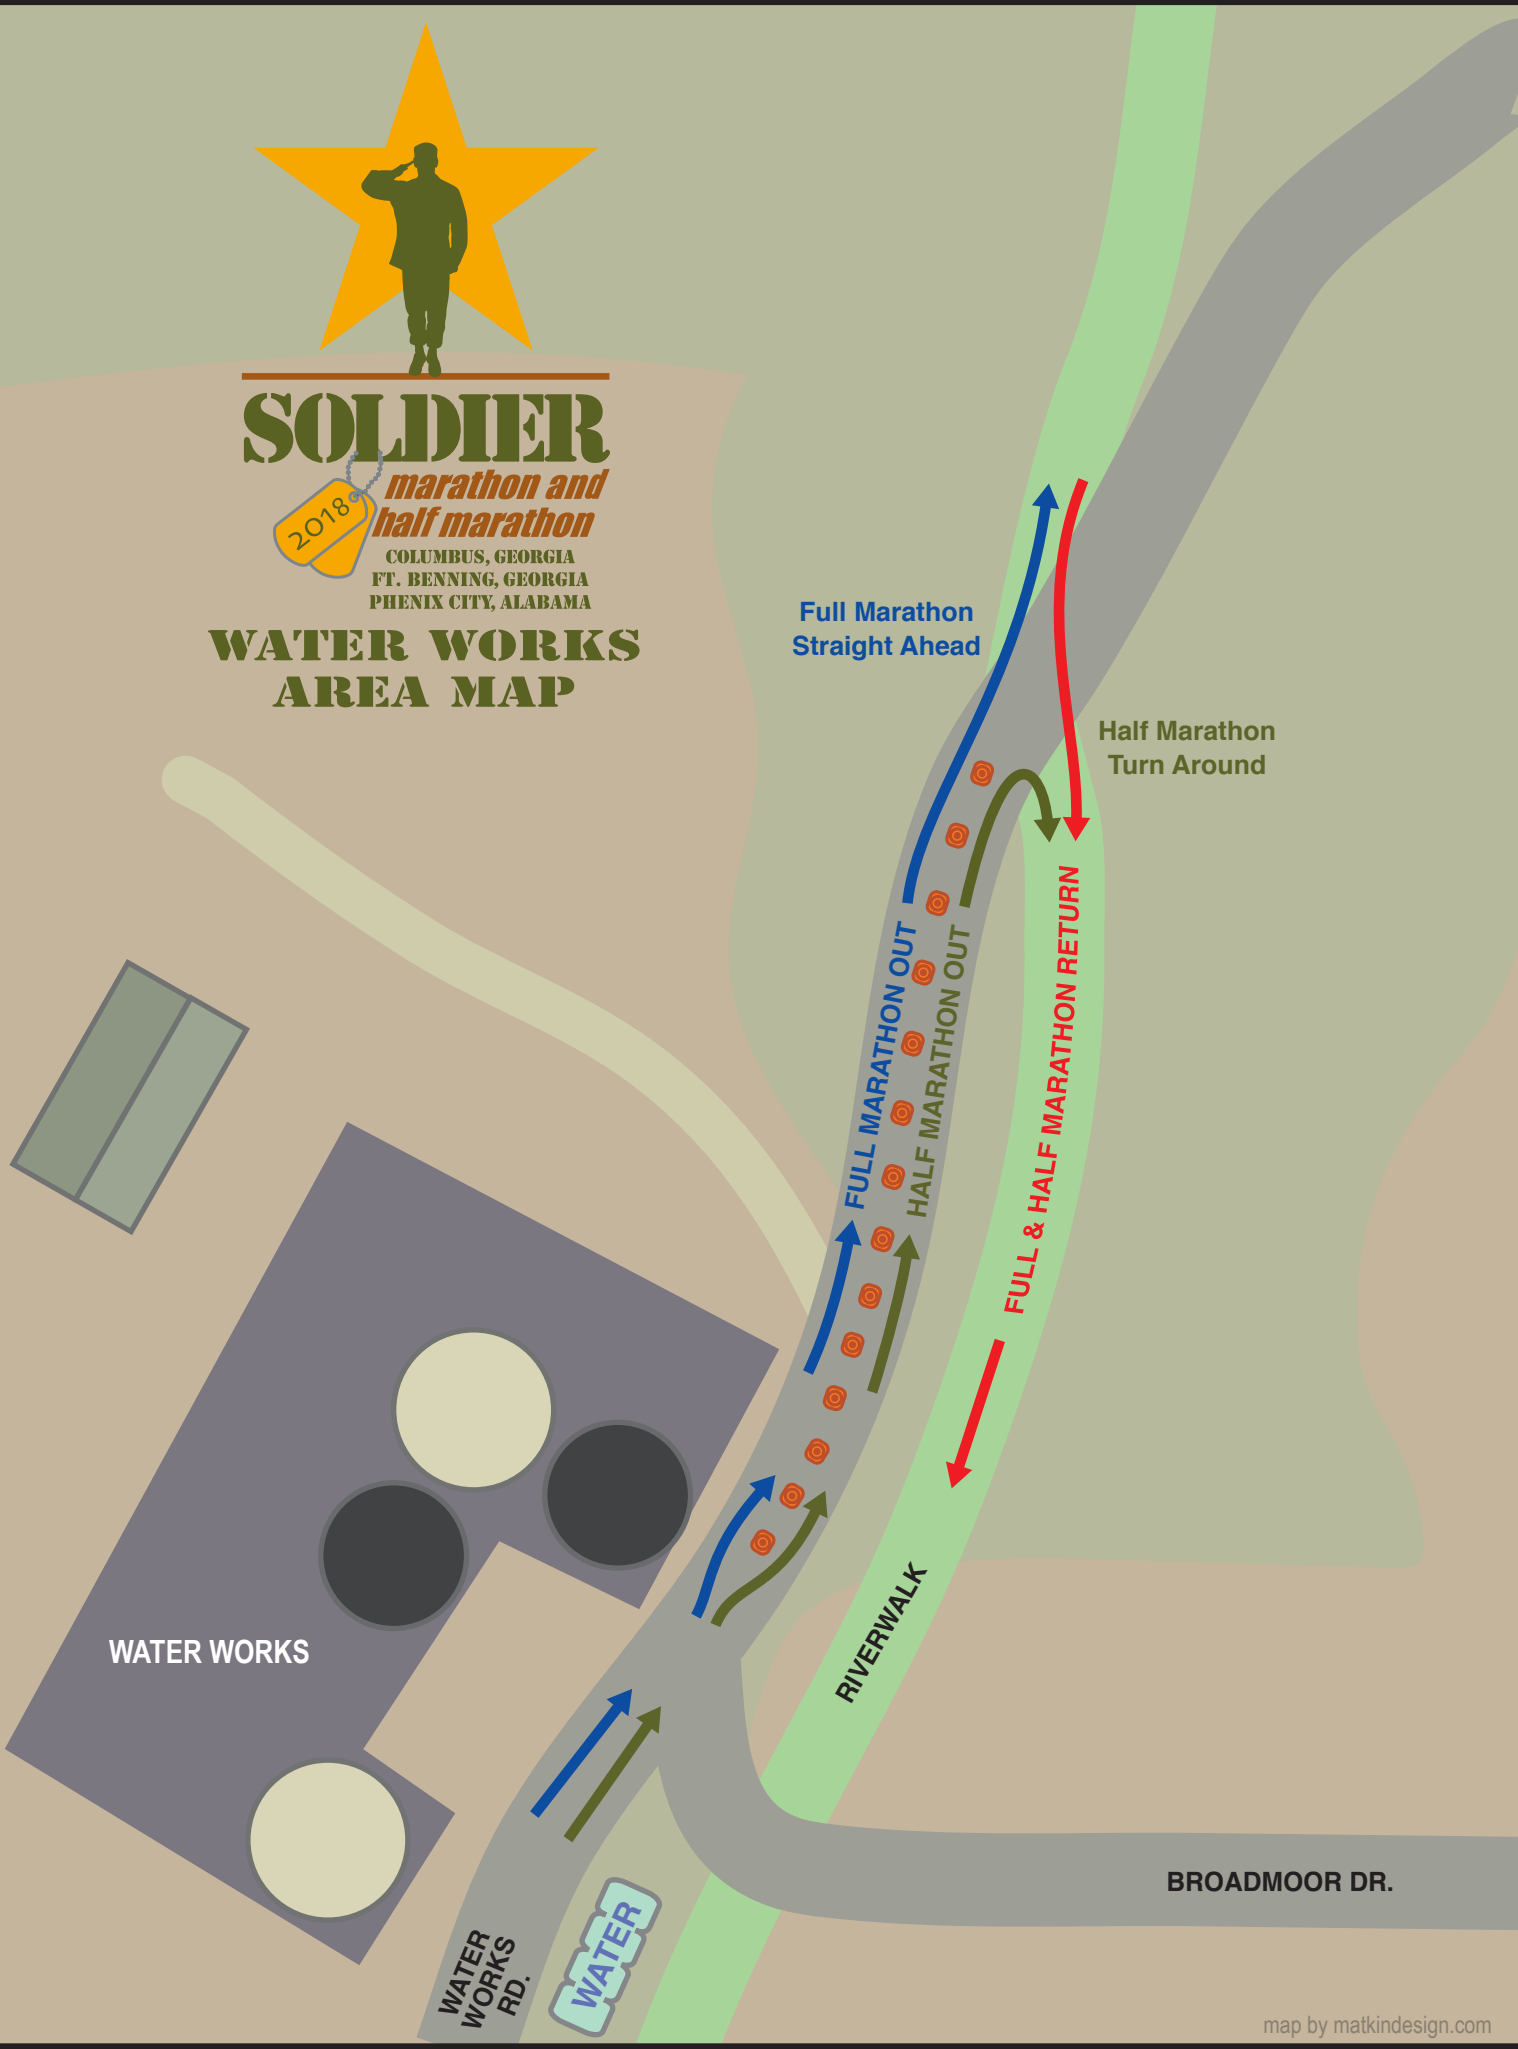 SOLDIER
marathon and
half marathon
2018
COLUMBUS, GEORGIA
FT. BENNING, GEORGIA
PHENIX CITY, ALABAMA
WATER WORKS
AREA MAP
Full Marathon
Straight Ahead
Half Marathon
Turn Around
FULL MARATHON OUT
HALF MARATHON OUT
FULL & HALF MARATHON RETURN
RIVERWALK
WATER WORKS
BROADMOOR DR.
WATER
WORKS
RD.
WATER
map by matkindesign.com